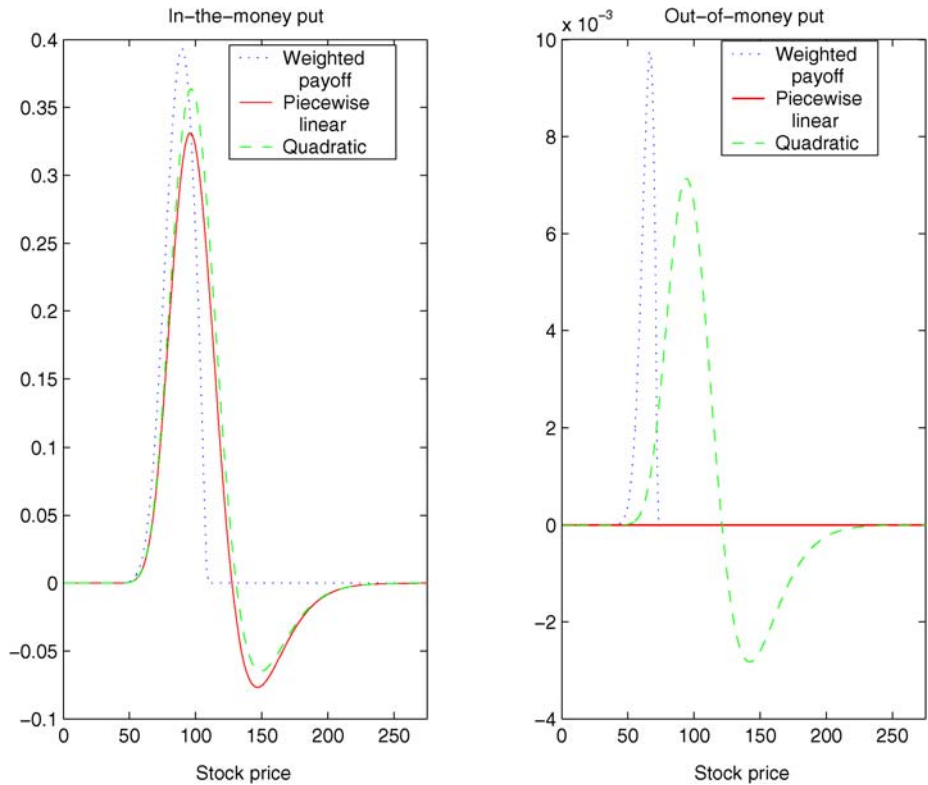 In-the-money put
0.4
0.35
0.3
0.25
0.2
0.15
0.1
0.05
0
−0.05
−0.1
0
50
100
150
200
250
Stock price
Weighted
payoff
Piecewise
linear
Quadratic
Out-of-money put
x 10⁻³
10
8
6
4
2
0
−2
−4
0
50
100
150
200
250
Stock price
Weighted
payoff
Piecewise
linear
Quadratic